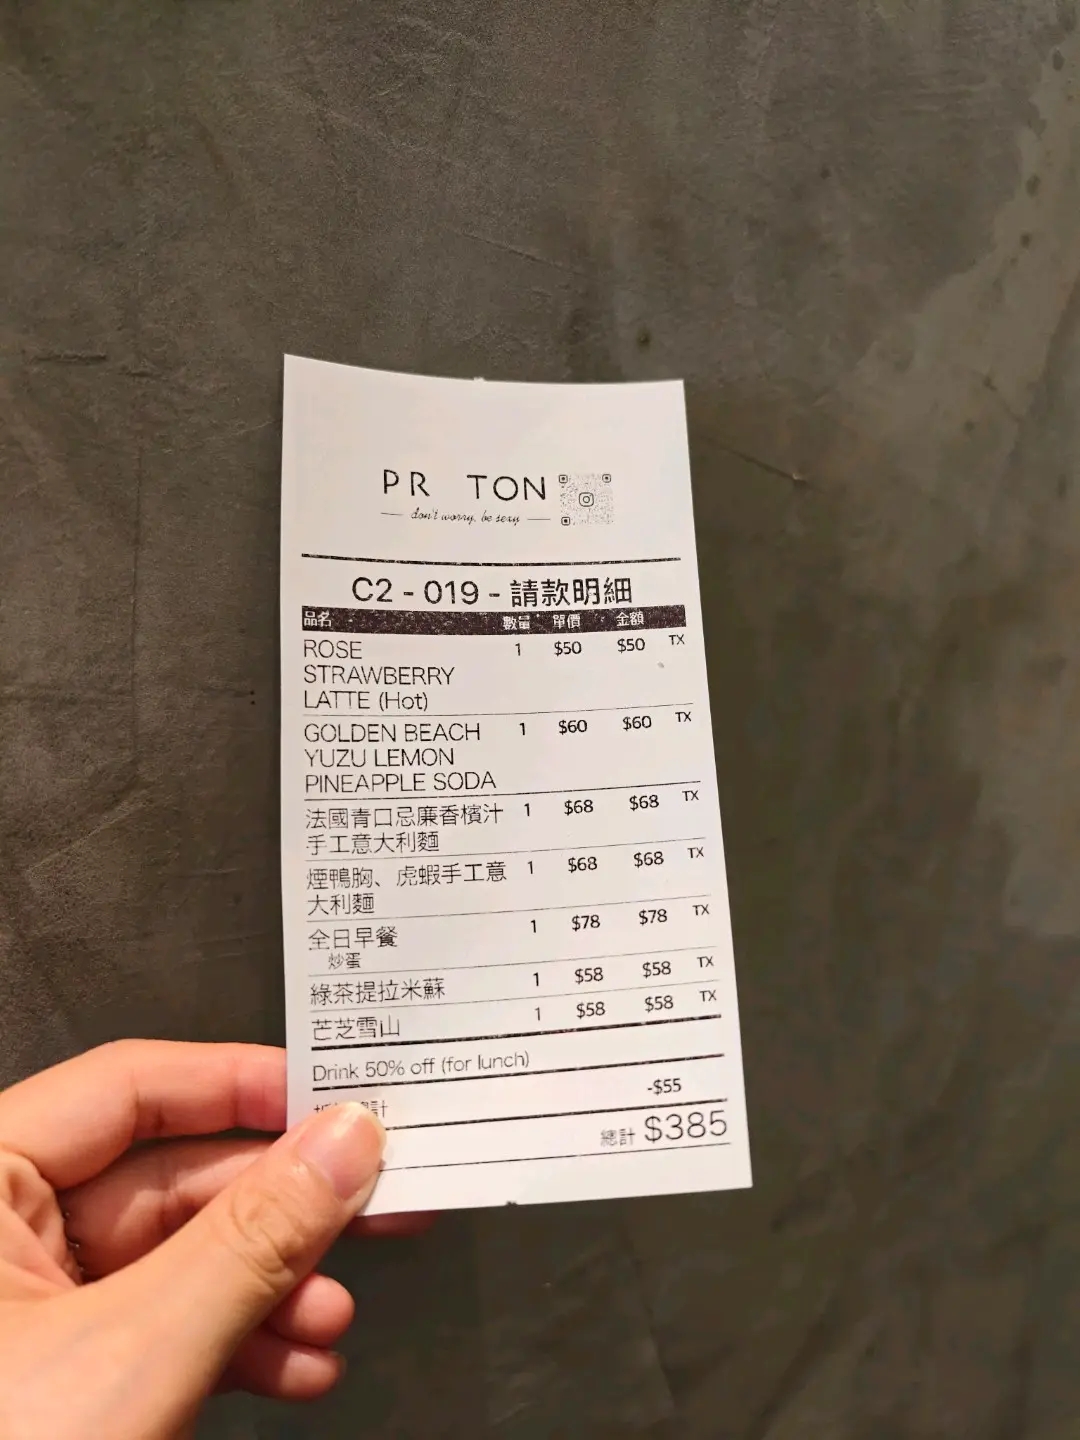 PR TON
don't worry, be sexy
C2 - 019 - 請款明細
品名 數量 單價 金額
ROSE 1 $50 $50 TX
STRAWBERRY
LATTE (Hot)
GOLDEN BEACH 1 $60 $60 TX
YUZU LEMON
PINEAPPLE SODA
法國青口忌廉香檳汁 1 $68 $68 TX
手工意大利麵
煙鴨胸、虎蝦手工意 1 $68 $68 TX
大利麵
全日早餐 1 $78 $78 TX
炒蛋
綠茶提拉米蘇 1 $58 $58 TX
芒芝雪山 1 $58 $58 TX
Drink 50% off (for lunch)
-$55
計
總計 $385